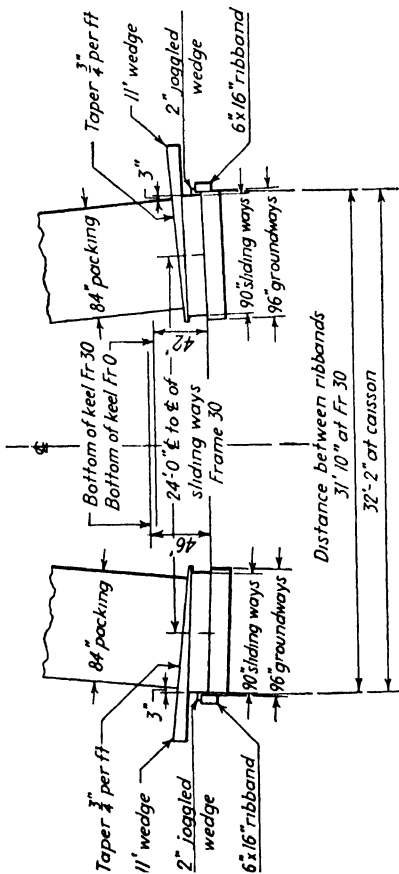 Taper 3/4" per ft
11' wedge
2" joggled
wedge
6"x16" ribband
84" packing
3"
90" sliding ways
96" groundways
℄
Bottom of keel Fr 30
Bottom of keel Fr 0
46'
24'-0" ℄ to ℄ of
sliding ways
Frame 30
42'
84" packing
3"
90" sliding ways
96" groundways
Taper 3/4" per ft
11' wedge
2" joggled
wedge
6"x16" ribband
Distance between ribbands
31' 10" at Fr 30
32'-2" at caisson